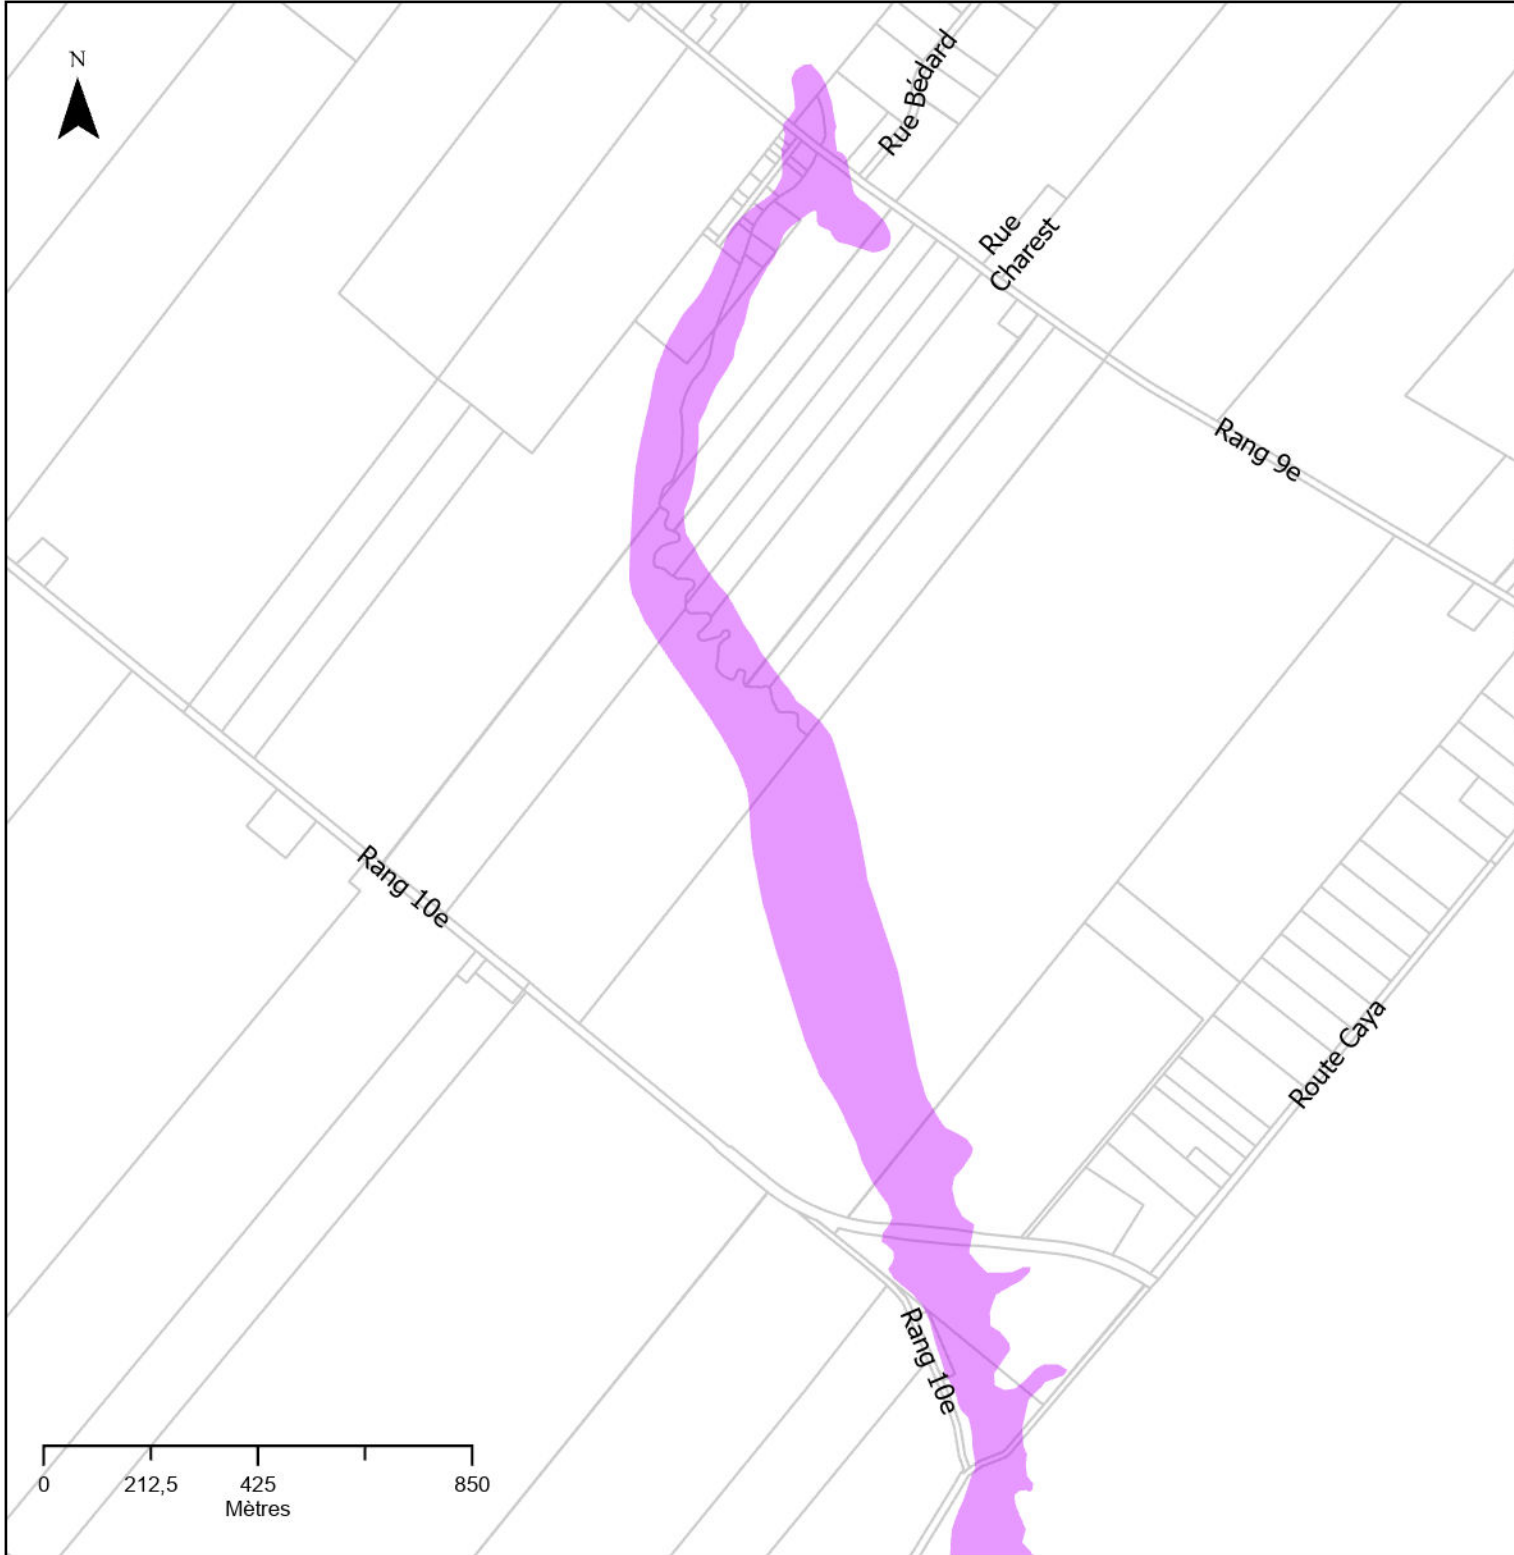 N
Rue Bédard
Rue
Charest
Rang 9e
Rang 10e
Route Caya
Rang 10e
0 212,5 425 850
Mètres